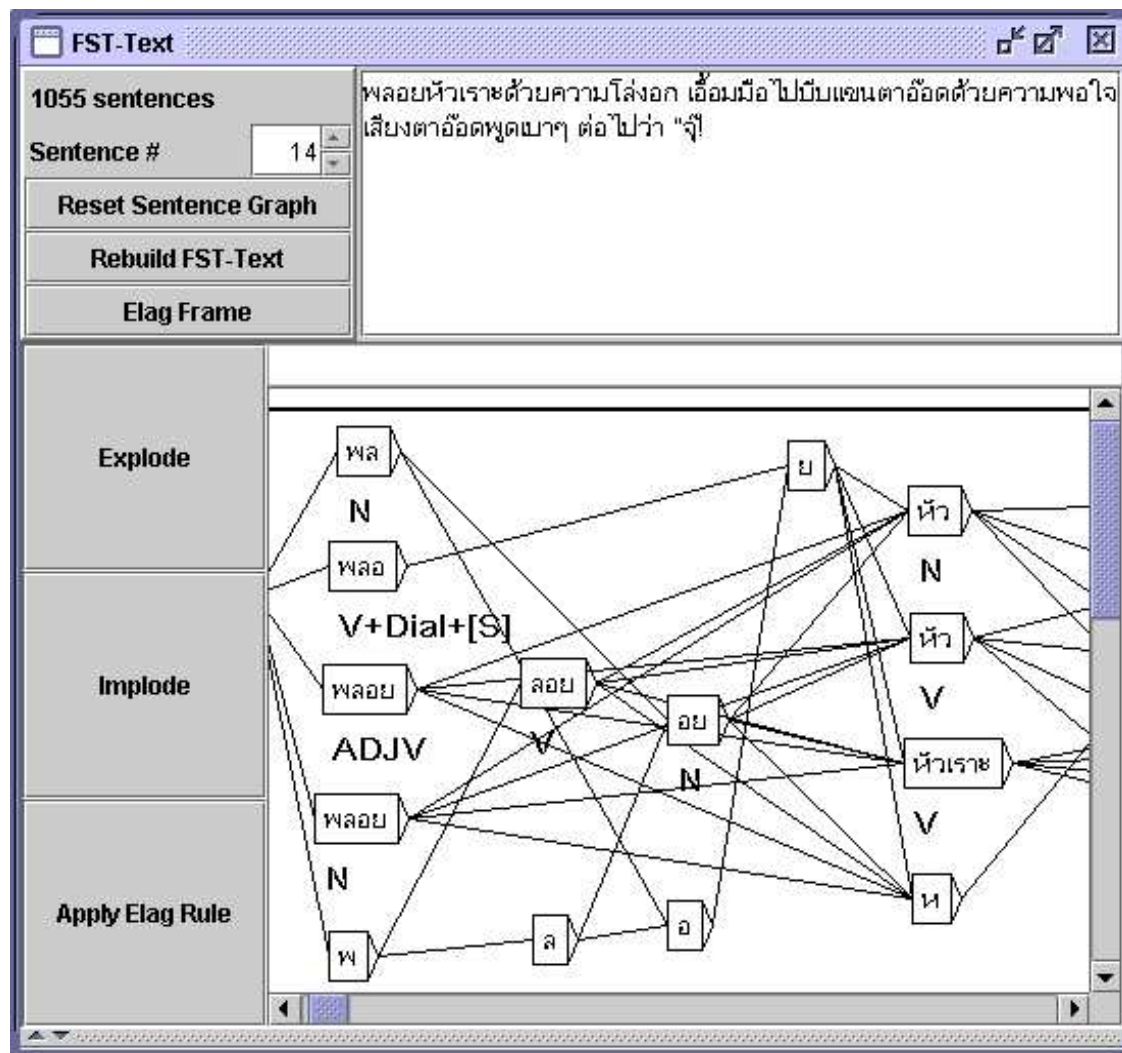 FST-Text
1055 sentences
Sentence # 14
Reset Sentence Graph
Rebuild FST-Text
Elag Frame
พลอยหัวเราะด้วยความโล่งอก เอื้อมมือไปบีบแขนตาอ๊อดด้วยความพอใจ
เสียงตาอ๊อดพูดเบาๆ ต่อไปว่า "จุ๊!
Explode
Implode
Apply Elag Rule
พล
N
พลอ
V+Dial+[S]
พลอย
ADJV
พลอย
N
พ
ลอย
V
ล
อย
N
อ
ย
หัว
N
หัว
V
หัวเราะ
V
ห